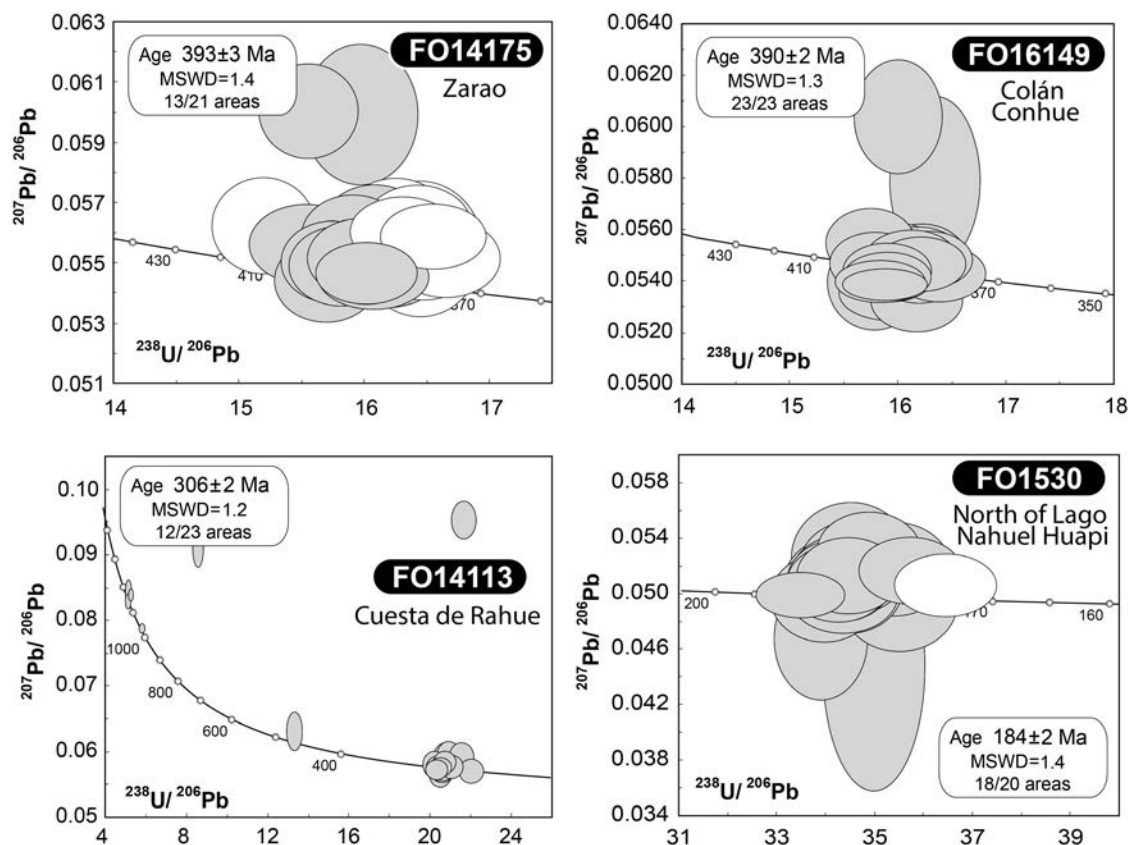 0.063
0.061
0.059
0.057
0.055
0.053
0.051
²⁰⁷Pb/ ²⁰⁶Pb
Age 393±3 Ma
MSWD=1.4
13/21 areas
FO14175
Zarao
430
410
²³⁸U/ ²⁰⁶Pb
14 15 16 17
0.0640
0.0620
0.0600
0.0580
0.0560
0.0540
0.0520
0.0500
²⁰⁷Pb/ ²⁰⁶Pb
Age 390±2 Ma
MSWD=1.3
23/23 areas
FO16149
Colán
Conhue
430
410
370
350
²³⁸U/ ²⁰⁶Pb
14 15 16 17 18
0.10
0.09
0.08
0.07
0.06
0.05
²⁰⁷Pb/ ²⁰⁶Pb
Age 306±2 Ma
MSWD=1.2
12/23 areas
FO14113
Cuesta de Rahue
1000
800
600
400
²³⁸U/ ²⁰⁶Pb
4 8 12 16 20 24
0.058
0.054
0.050
0.046
0.042
0.038
0.034
²⁰⁷Pb/ ²⁰⁶Pb
FO1530
North of Lago
Nahuel Huapi
200
160
Age 184±2 Ma
MSWD=1.4
18/20 areas
²³⁸U/ ²⁰⁶Pb
31 33 35 37 39